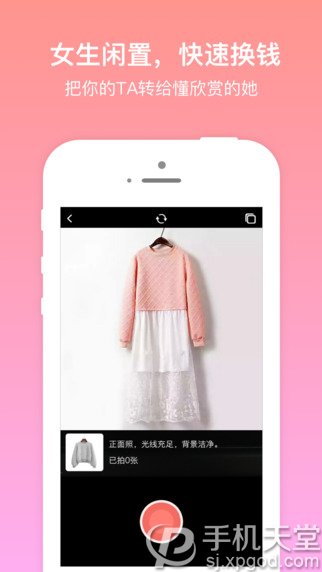 女生闲置，快速换钱
把你的TA转给懂欣赏的她
正面照，光线充足，背景洁净。
已拍0张
手机天堂
sj.xpgod.com